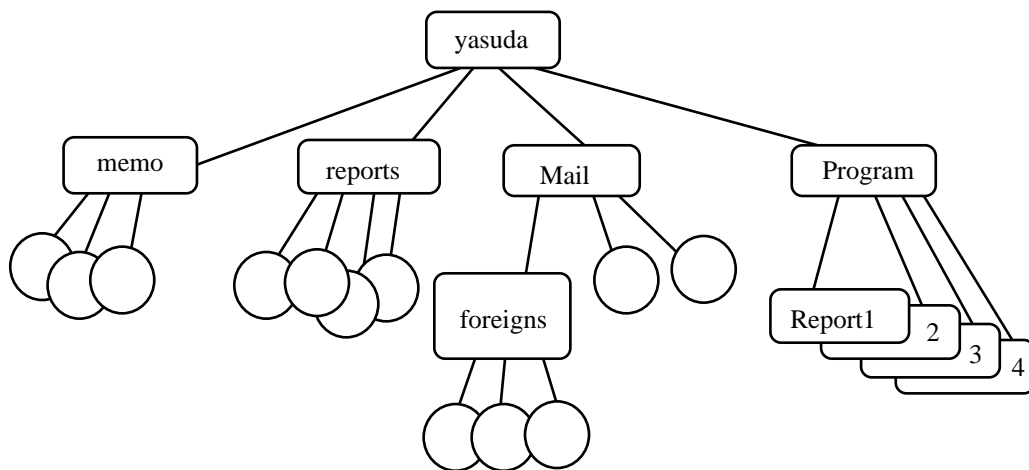 yasuda
memo
reports
Mail
Program
foreigns
Report1
2
3
4